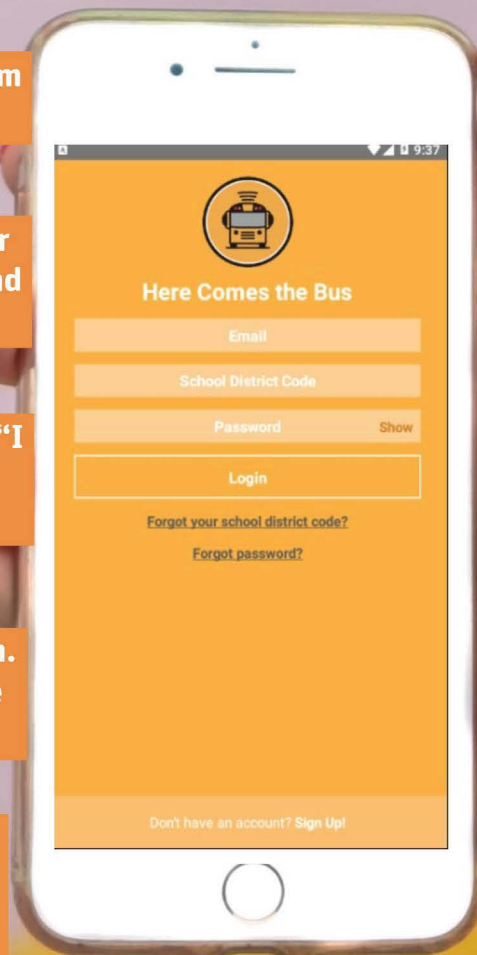 m
r
nd
“I
n.
e
9:37
Here Comes the Bus
Email
School District Code
Password Show
Login
Forgot your school district code?
Forgot password?
Don't have an account? Sign Up!